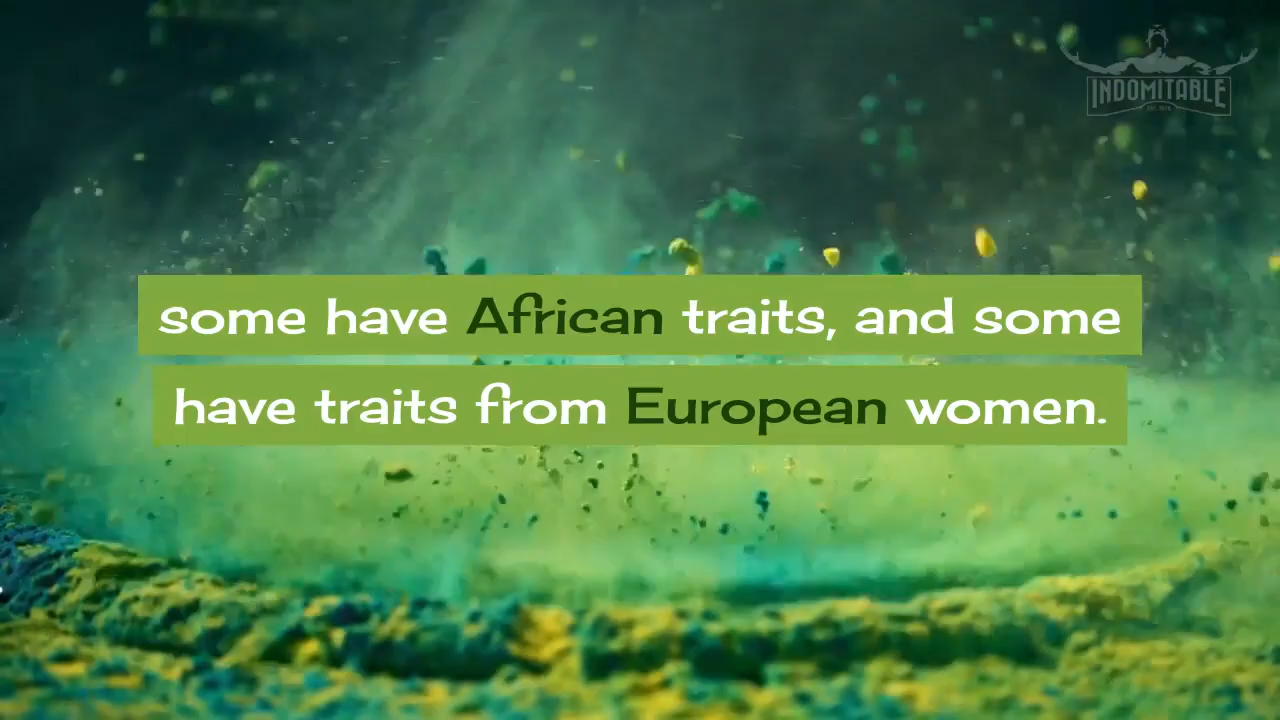 INDOMITABLE
some have African traits, and some
have traits from European women.